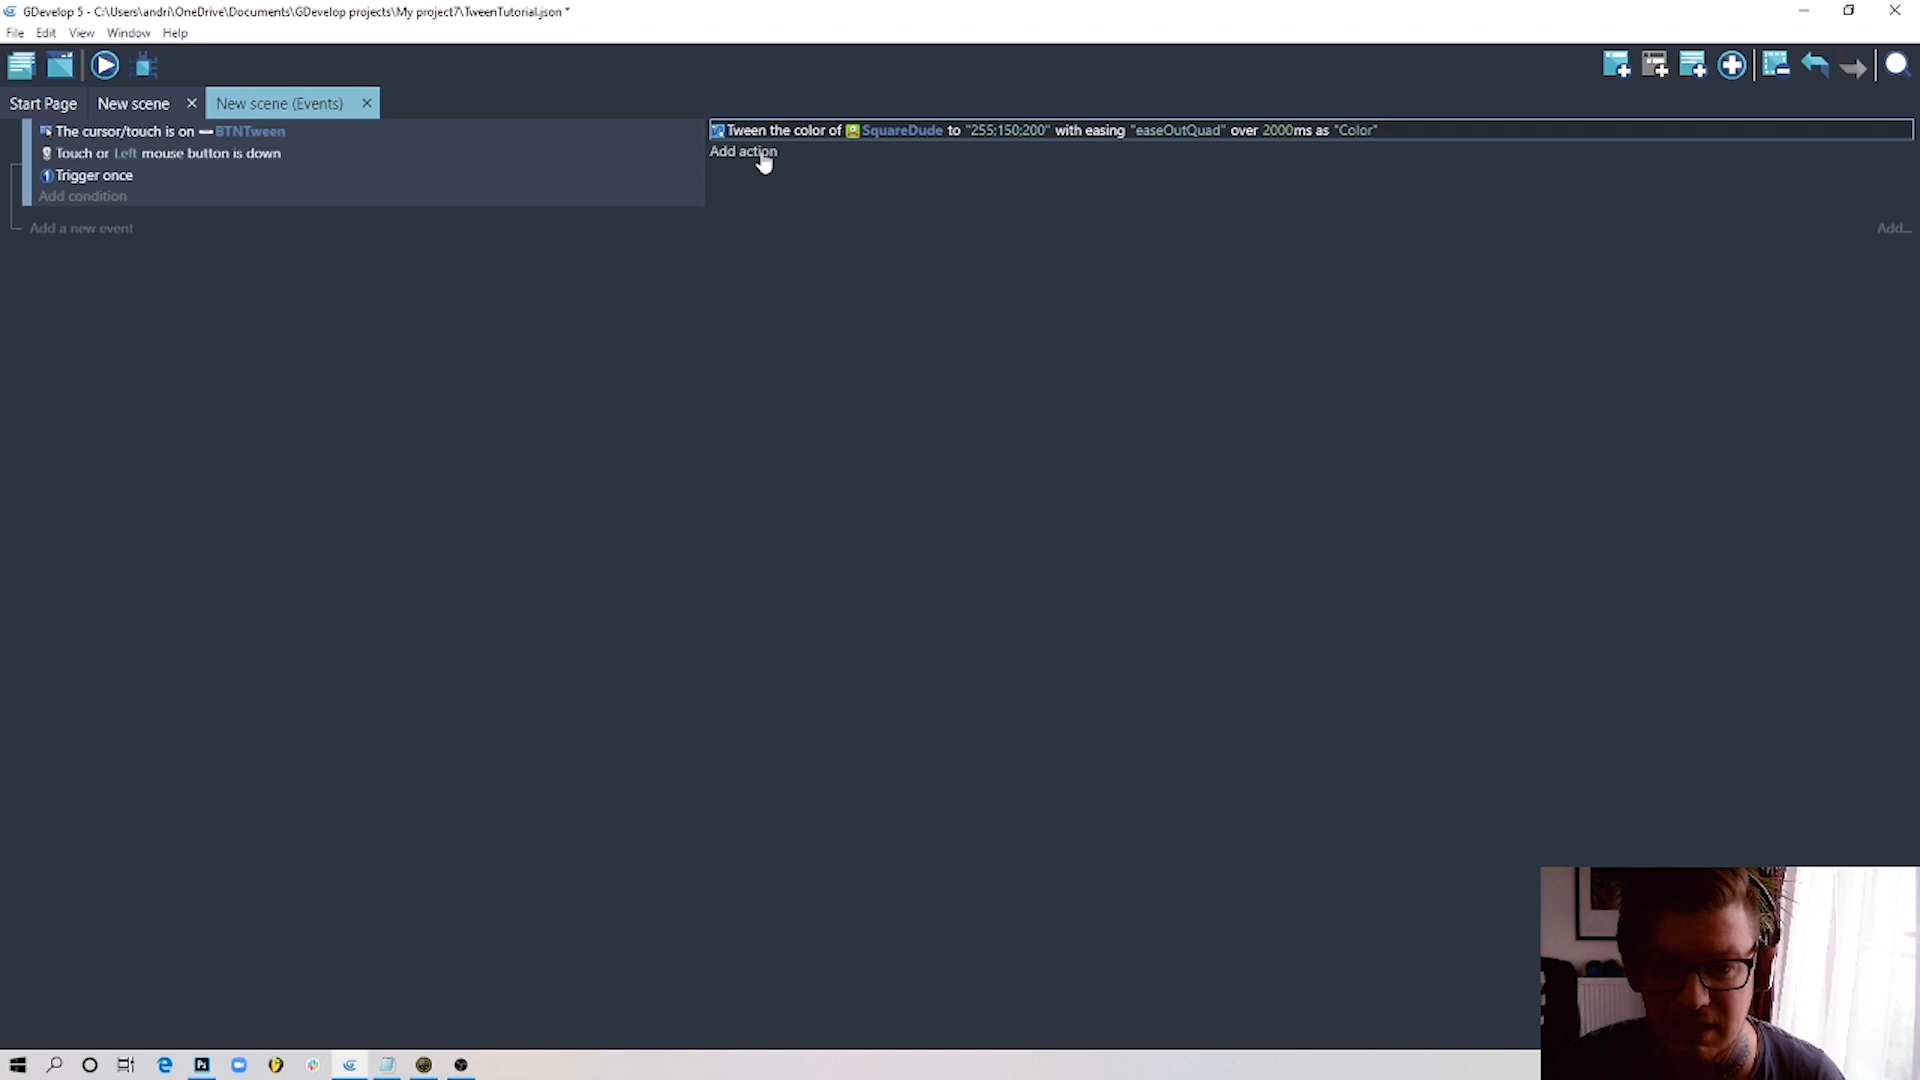 GDevelop 5 - C:\Users\andri\OneDrive\Documents\GDevelop projects\My project7\TweenTutorial.json *
File Edit View Window Help
Start Page New scene × New scene (Events) ×
The cursor/touch is on BTNTween
Touch or Left mouse button is down
Trigger once
Add condition
Tween the color of SquareDude to "255;150;200" with easing "easeOutQuad" over 2000ms as "Color"
Add action
Add a new event
Add...